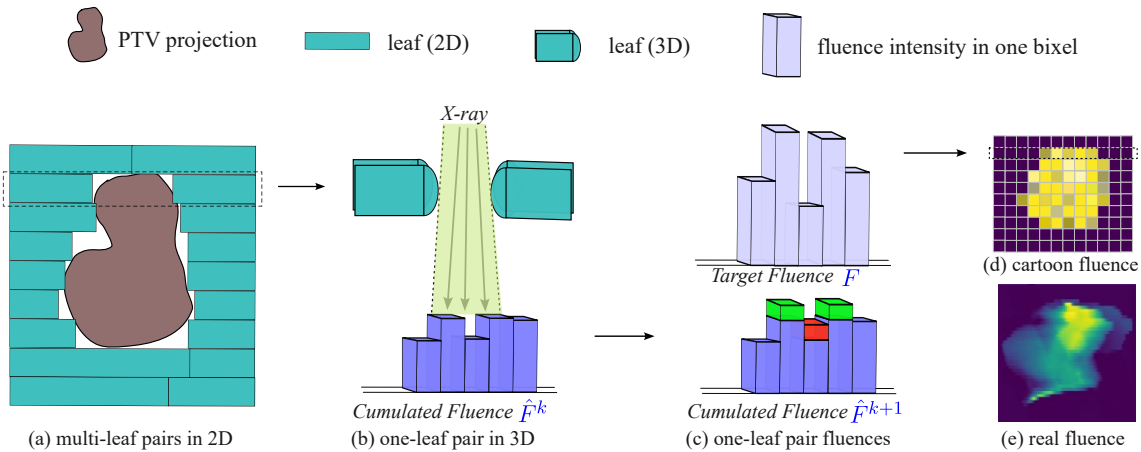 PTV projection
leaf (2D)
leaf (3D)
fluence intensity in one bixel
X-ray
Target Fluence F
(d) cartoon fluence
Cumulated Fluence F̂ᵏ
Cumulated Fluence F̂ᵏ⁺¹
(a) multi-leaf pairs in 2D
(b) one-leaf pair in 3D
(c) one-leaf pair fluences
(e) real fluence